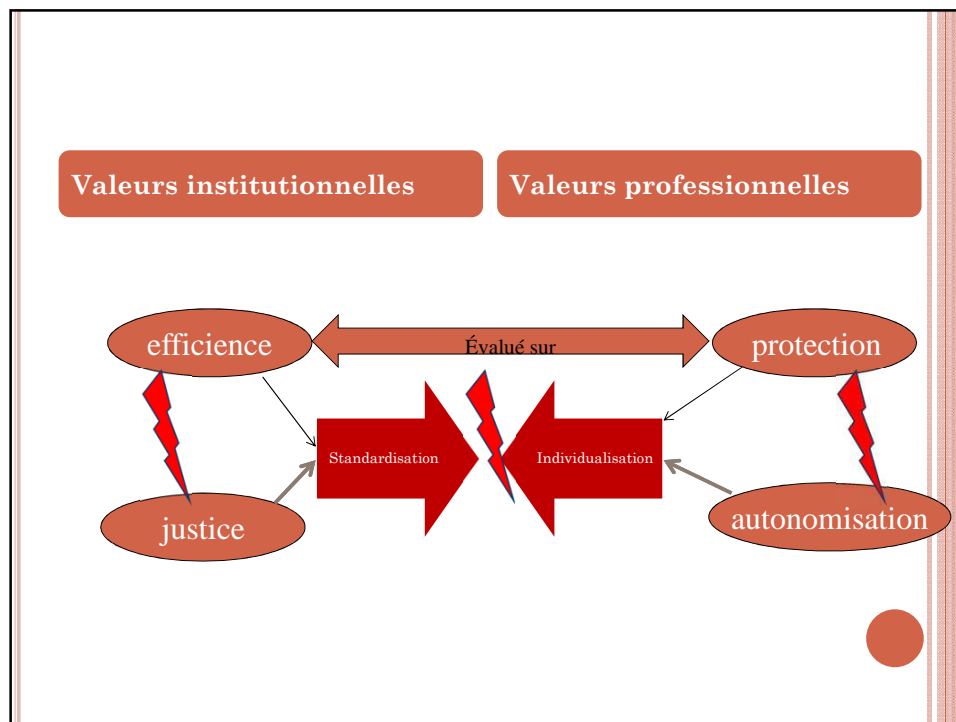 Valeurs institutionnelles
Valeurs professionnelles
efficience
Évalué sur
protection
Standardisation
Individualisation
justice
autonomisation